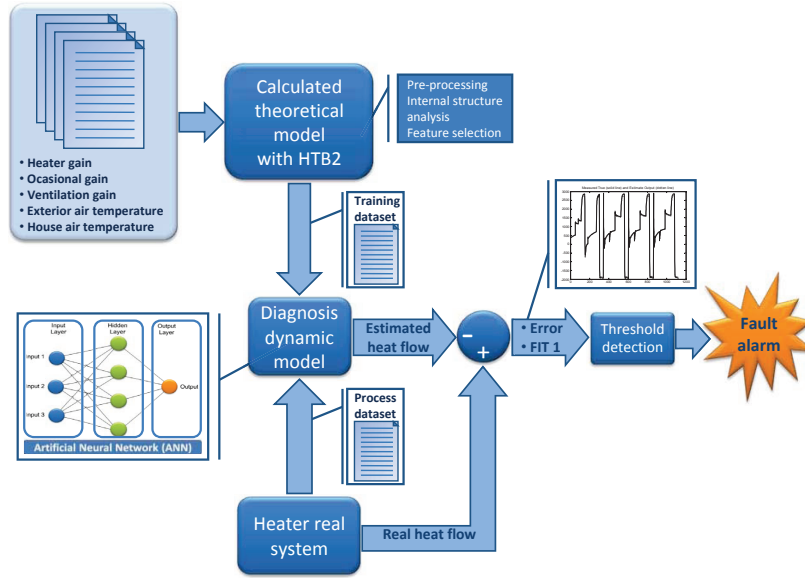 • Heater gain
• Ocasional gain
• Ventilation gain
• Exterior air temperature
• House air temperature
Calculated
theoretical
model
with HTB2
Pre-processing
Internal structure
analysis
Feature selection
Training
dataset
Input
Layer
Hidden
Layer
Output
Layer
Input 1
Input 2
Input 3
Output
Artificial Neural Network (ANN)
Diagnosis
dynamic
model
Estimated
heat flow
-
+
• Error
• FIT 1
Threshold
detection
Fault
alarm
Process
dataset
Heater real
system
Real heat flow